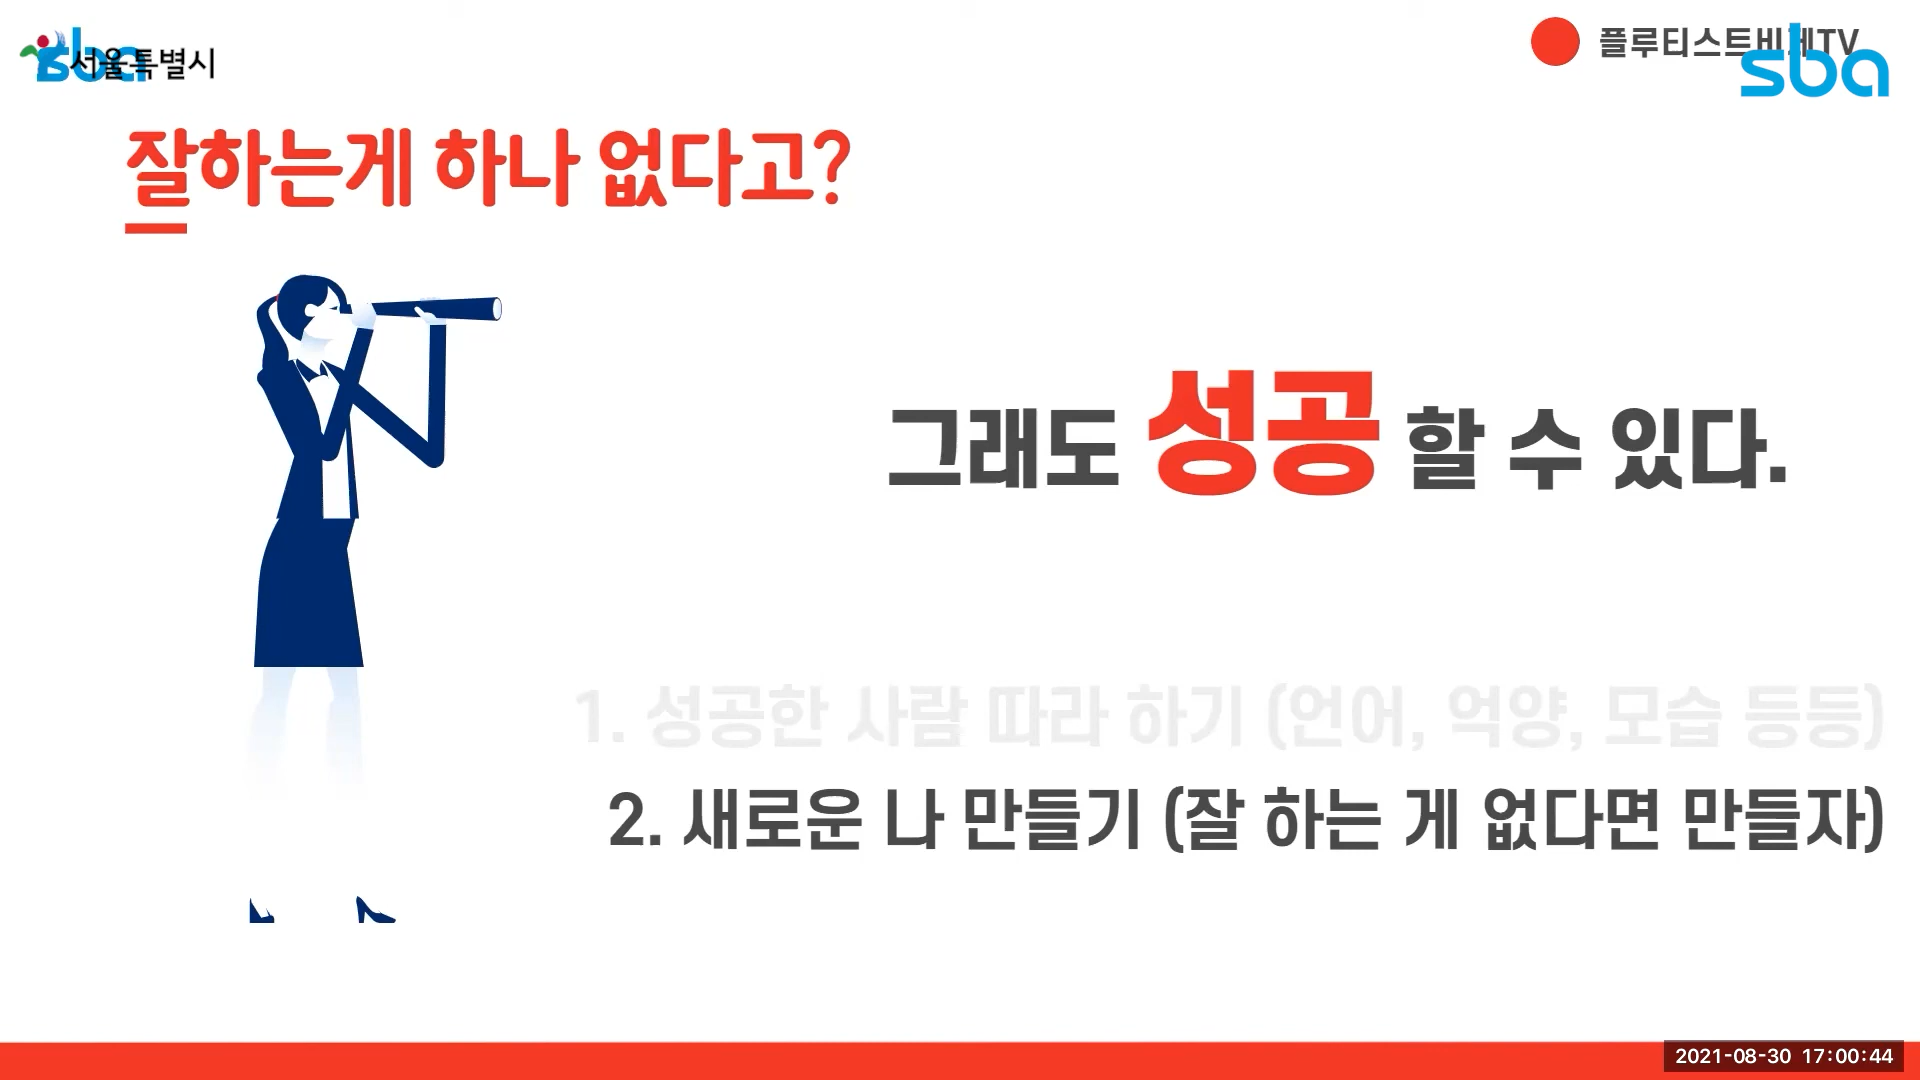 sba 서울특별시
플루티스트비제TV
sba
잘하는게 하나 없다고?
그래도 성공 할 수 있다.
1. 성공한 사람 따라 하기 (언어, 억양, 모습 등등)
2. 새로운 나 만들기 (잘 하는 게 없다면 만들자)
2021-08-30 17:00:44